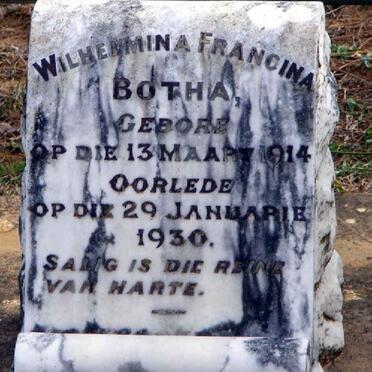 WILHELMINA FRANCINA
BOTHA,
GEBORE
OP DIE 13 MAART 1914
OORLEDE
OP DIE 29 JANUARIE
1930.
SALIG IS DIE REINE
VAN HARTE.